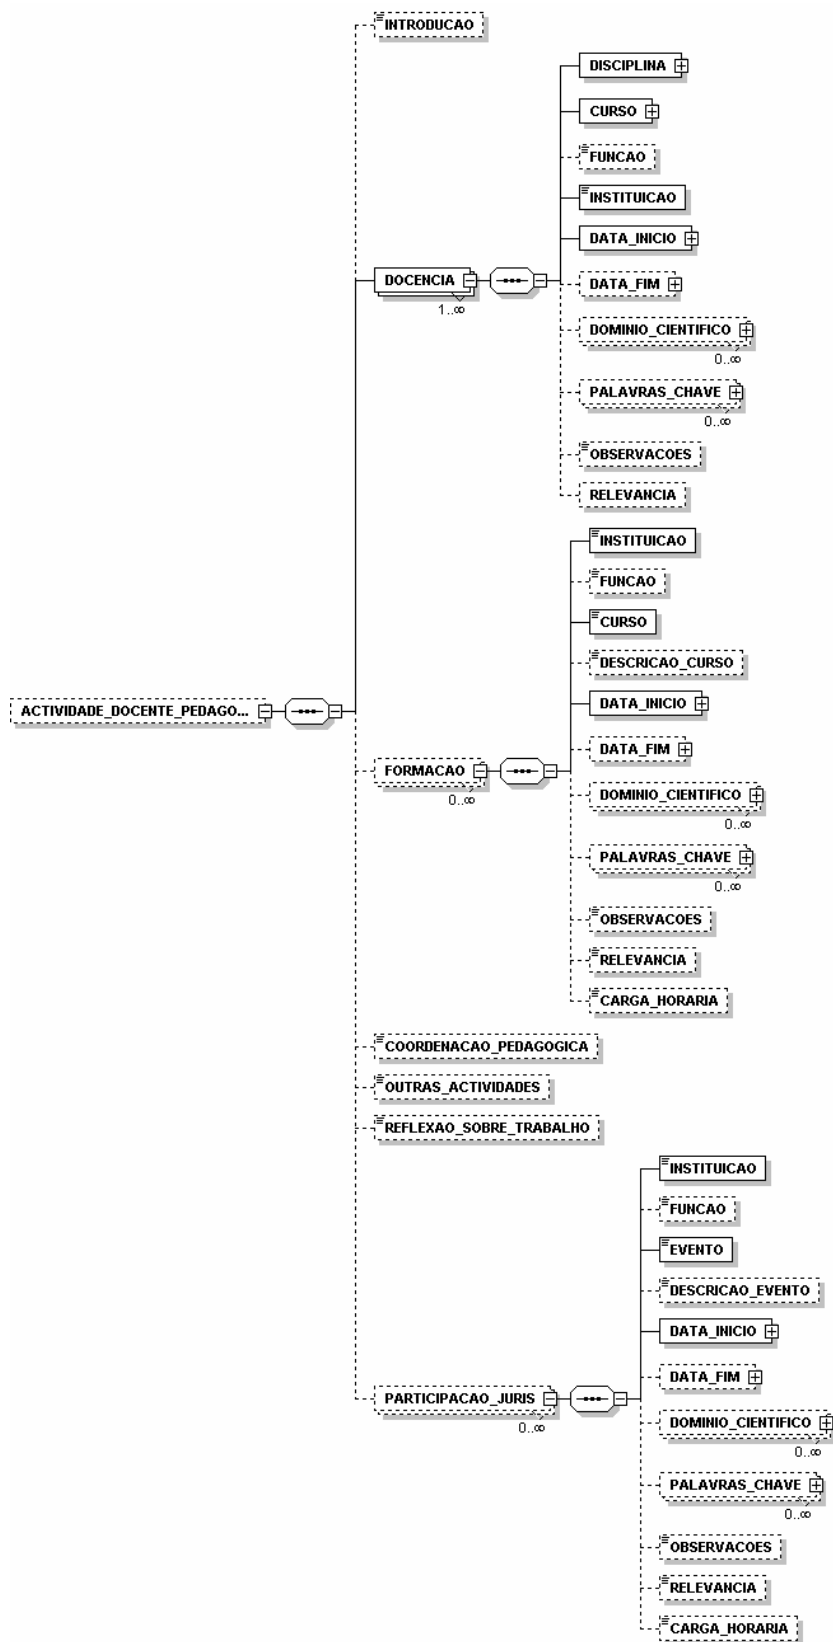 INTRODUCAO
DISCIPLINA
CURSO
FUNCAO
INSTITUICAO
DATA_INICIO
DOCENCIA
1..∞
DATA_FIM
DOMINIO_CIENTIFICO
0..∞
PALAVRAS_CHAVE
0..∞
OBSERVACOES
RELEVANCIA
INSTITUICAO
FUNCAO
CURSO
DESCRICAO_CURSO
DATA_INICIO
ACTIVIDADE_DOCENTE_PEDAGO...
DATA_FIM
FORMACAO
0..∞
DOMINIO_CIENTIFICO
0..∞
PALAVRAS_CHAVE
0..∞
OBSERVACOES
RELEVANCIA
CARGA_HORARIA
COORDENACAO_PEDAGOGICA
OUTRAS_ACTIVIDADES
REFLEXAO_SOBRE_TRABALHO
INSTITUICAO
FUNCAO
EVENTO
DESCRICAO_EVENTO
DATA_INICIO
DATA_FIM
PARTICIPACAO_JURIS
0..∞
DOMINIO_CIENTIFICO
0..∞
PALAVRAS_CHAVE
0..∞
OBSERVACOES
RELEVANCIA
CARGA_HORARIA